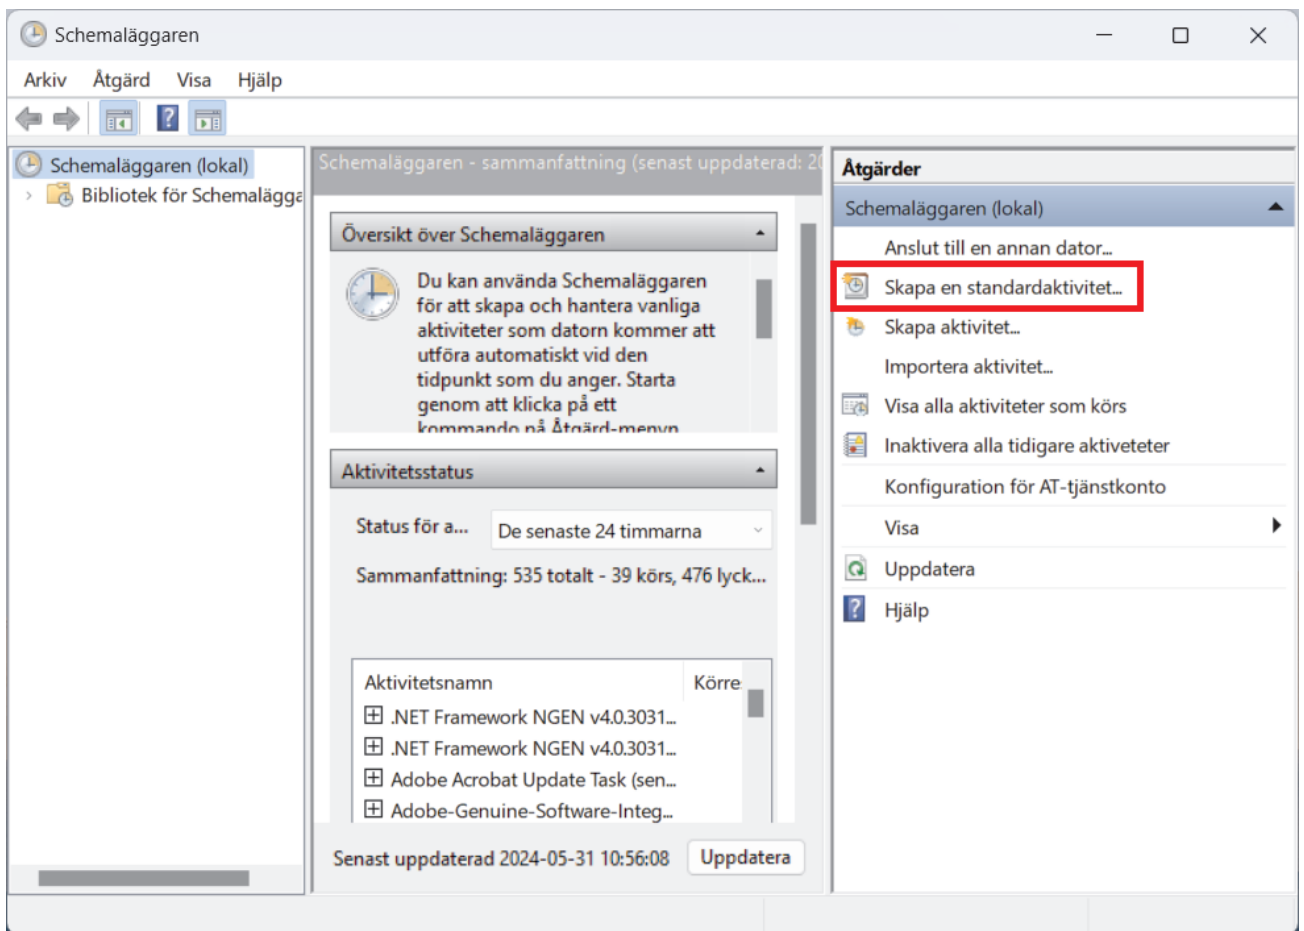 Schemaläggaren
Arkiv Åtgärd Visa Hjälp
Schemaläggaren (lokal)
Bibliotek för Schemalägga
Schemaläggaren - sammanfattning (senast uppdaterad: 20
Översikt över Schemaläggaren
Du kan använda Schemaläggaren
för att skapa och hantera vanliga
aktiviteter som datorn kommer att
utföra automatiskt vid den
tidpunkt som du anger. Starta
genom att klicka på ett
kommando på Åtgärd-menyn
Aktivitetsstatus
Status för a... De senaste 24 timmarna
Sammanfattning: 535 totalt - 39 körs, 476 lyck...
Aktivitetsnamn Körre
.NET Framework NGEN v4.0.3031...
.NET Framework NGEN v4.0.3031...
Adobe Acrobat Update Task (sen...
Adobe-Genuine-Software-Integ...
Senast uppdaterad 2024-05-31 10:56:08 Uppdatera
Åtgärder
Schemaläggaren (lokal)
Anslut till en annan dator...
Skapa en standardaktivitet...
Skapa aktivitet...
Importera aktivitet...
Visa alla aktiviteter som körs
Inaktivera alla tidigare aktiveteter
Konfiguration för AT-tjänstkonto
Visa
Uppdatera
Hjälp